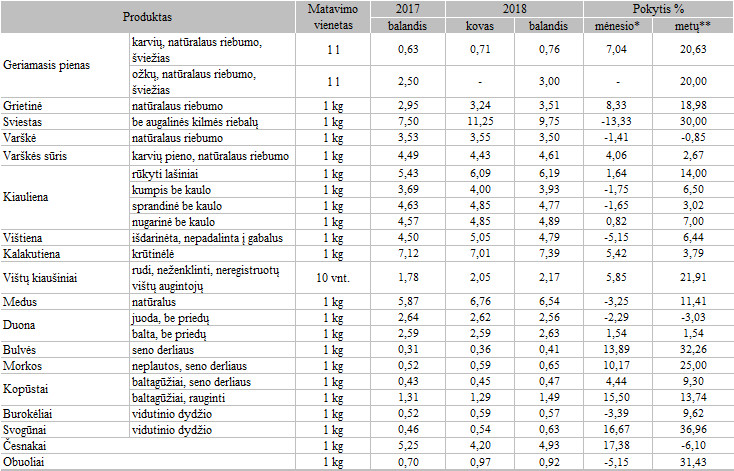 Produktas Matavimo vienetas 2017 2018 Pokytis %
balandis kovas balandis mėnesio* metų**
Geriamasis pienas karvių, natūralaus riebumo, šviežias 1 l 0,63 0,71 0,76 7,04 20,63
ožkų, natūralaus riebumo, šviežias 1 l 2,50 - 3,00 - 20,00
Grietinė natūralaus riebumo 1 kg 2,95 3,24 3,51 8,33 18,98
Sviestas be augalinės kilmės riebalų 1 kg 7,50 11,25 9,75 -13,33 30,00
Varškė natūralaus riebumo 1 kg 3,53 3,55 3,50 -1,41 -0,85
Varškės sūris karvių pieno, natūralaus riebumo 1 kg 4,49 4,43 4,61 4,06 2,67
Kiauliena rūkyti lašiniai 1 kg 5,43 6,09 6,19 1,64 14,00
kumpis be kaulo 1 kg 3,69 4,00 3,93 -1,75 6,50
sprandinė be kaulo 1 kg 4,63 4,85 4,77 -1,65 3,02
nugarinė be kaulo 1 kg 4,57 4,85 4,89 0,82 7,00
Vištiena išdarinėta, nepadalinta į gabalus 1 kg 4,50 5,05 4,79 -5,15 6,44
Kalakutiena krūtinėlė 1 kg 7,12 7,01 7,39 5,42 3,79
Vištų kiaušiniai rudi, neženklinti, neregistruotų vištų augintojų 10 vnt. 1,78 2,05 2,17 5,85 21,91
Medus natūralus 1 kg 5,87 6,76 6,54 -3,25 11,41
Duona juoda, be priedų 1 kg 2,64 2,62 2,56 -2,29 -3,03
balta, be priedų 1 kg 2,59 2,59 2,63 1,54 1,54
Bulvės seno derliaus 1 kg 0,31 0,36 0,41 13,89 32,26
Morkos neplautos, seno derliaus 1 kg 0,52 0,59 0,65 10,17 25,00
Kopūstai baltagūžiai, seno derliaus 1 kg 0,43 0,45 0,47 4,44 9,30
baltagūžiai, rauginti 1 kg 1,31 1,29 1,49 15,50 13,74
Burokėliai vidutinio dydžio 1 kg 0,52 0,59 0,57 -3,39 9,62
Svogūnai vidutinio dydžio 1 kg 0,46 0,54 0,63 16,67 36,96
Česnakai 1 kg 5,25 4,20 4,93 17,38 -6,10
Obuoliai 1 kg 0,70 0,97 0,92 -5,15 31,43